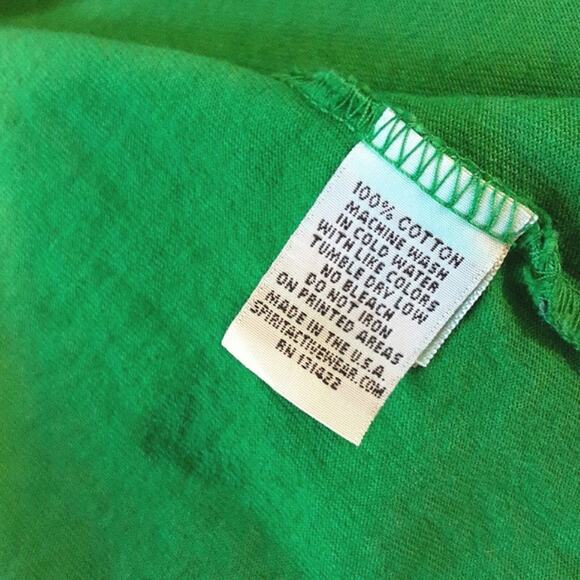 100% COTTON
MACHINE WASH
IN COLD WATER
WITH LIKE COLORS
TUMBLE DRY LOW
NO BLEACH
DO NOT IRON
ON PRINTED AREAS
MADE IN THE U.S.A.
SPIRITACTIVEWEAR.COM
RN 131422